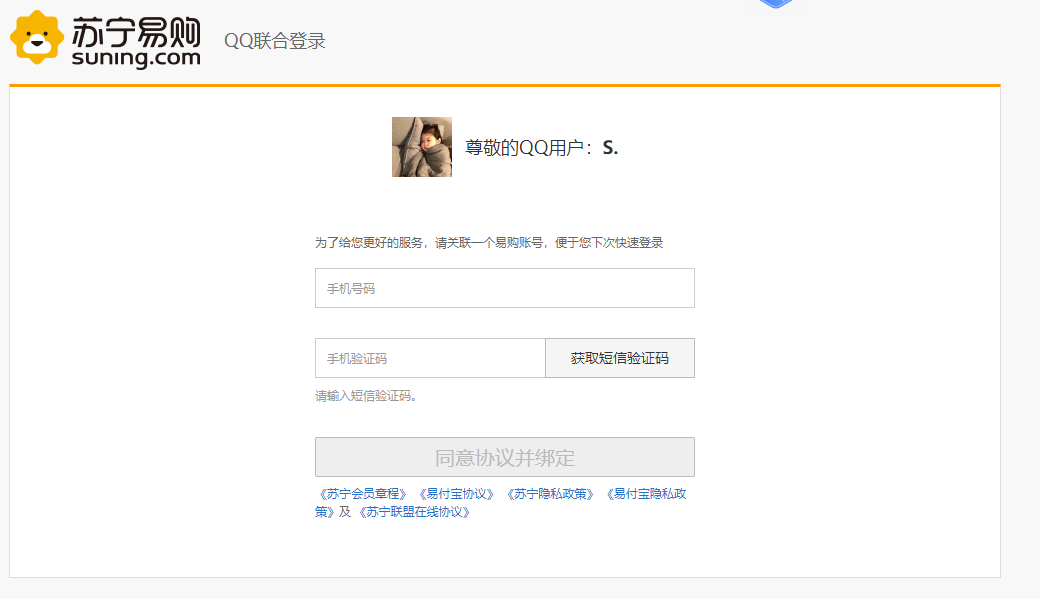 苏宁易购
suning.com
QQ联合登录
尊敬的QQ用户：S.
为了给您更好的服务，请关联一个易购账号，便于您下次快速登录
手机号码
手机验证码
获取短信验证码
请输入短信验证码。
同意协议并绑定
《苏宁会员章程》 《易付宝协议》 《苏宁隐私政策》 《易付宝隐私政
策》及 《苏宁联盟在线协议》